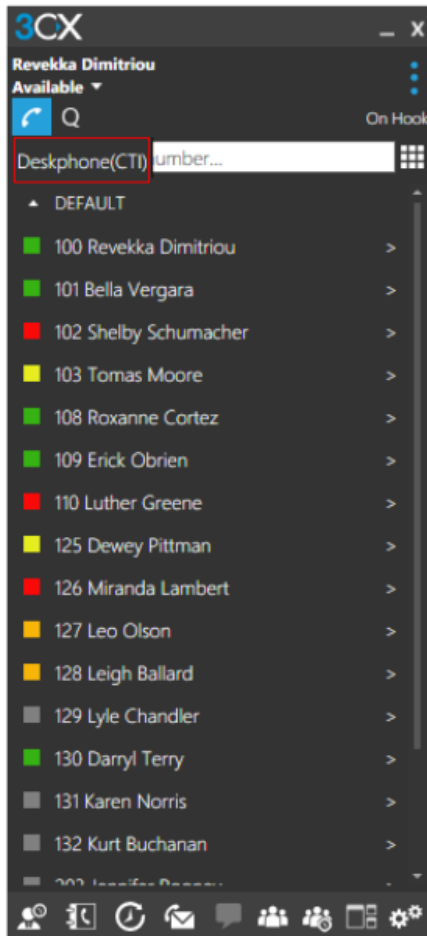 3CX
_ X
Revekka Dimitriou
Available
Q
On Hook
Deskphone(CTI) umber...
DEFAULT
100 Revekka Dimitriou >
101 Bella Vergara >
102 Shelby Schumacher >
103 Tomas Moore >
108 Roxanne Cortez >
109 Erick Obrien >
110 Luther Greene >
125 Dewey Pittman >
126 Miranda Lambert >
127 Leo Olson >
128 Leigh Ballard >
129 Lyle Chandler >
130 Darryl Terry >
131 Karen Norris >
132 Kurt Buchanan >